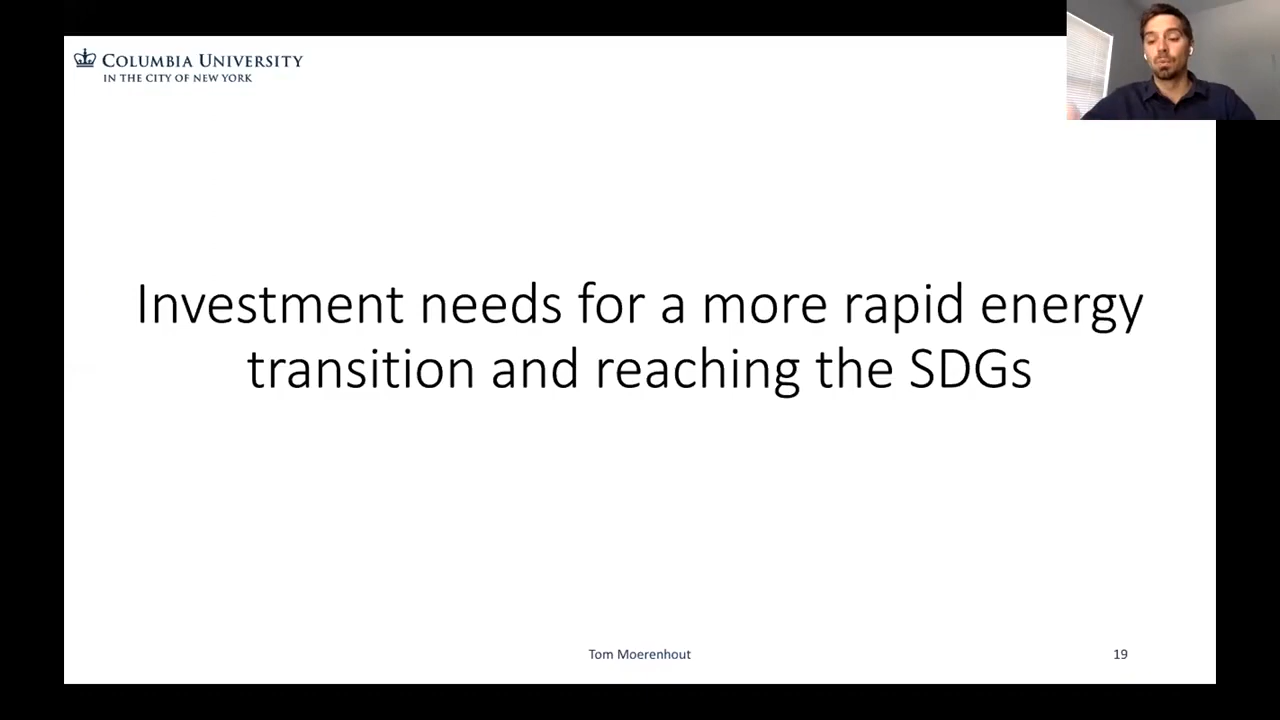 COLUMBIA UNIVERSITY
IN THE CITY OF NEW YORK
Investment needs for a more rapid energy
transition and reaching the SDGs
Tom Moerenhout
19